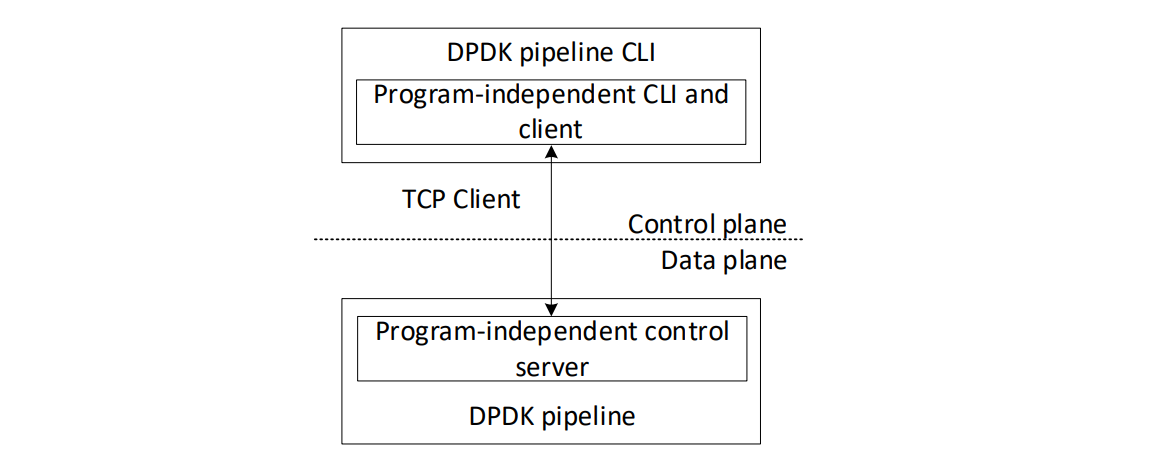 DPDK pipeline CLI
Program-independent CLI and
client
TCP Client
Control plane
Data plane
Program-independent control
server
DPDK pipeline